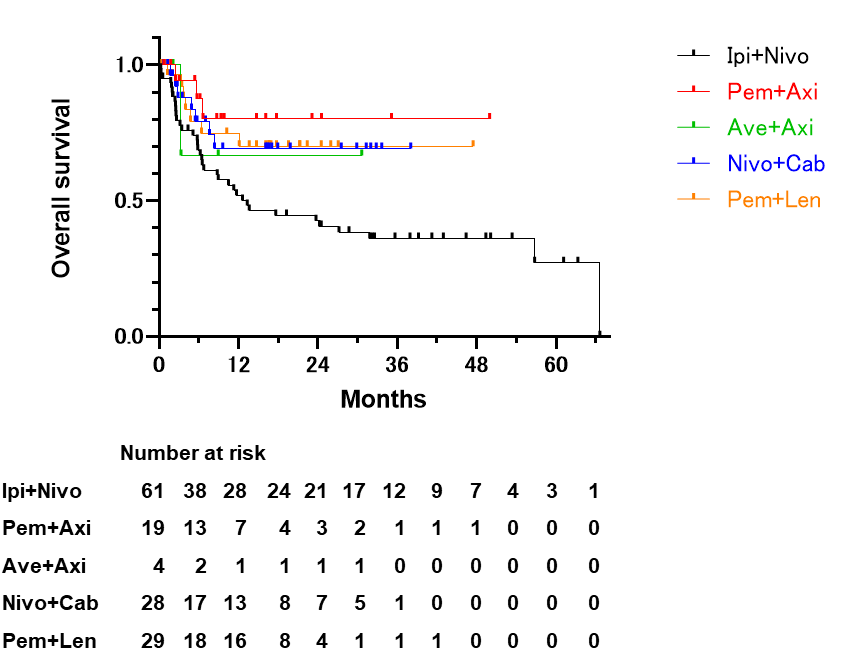 Overall survival
1.0
0.5
0.0
0 12 24 36 48 60
Months
Ipi+Nivo
Pem+Axi
Ave+Axi
Nivo+Cab
Pem+Len
Number at risk
Ipi+Nivo 61 38 28 24 21 17 12 9 7 4 3 1
Pem+Axi 19 13 7 4 3 2 1 1 1 0 0 0
Ave+Axi 4 2 1 1 1 1 0 0 0 0 0 0
Nivo+Cab 28 17 13 8 7 5 1 0 0 0 0 0
Pem+Len 29 18 16 8 4 1 1 1 0 0 0 0